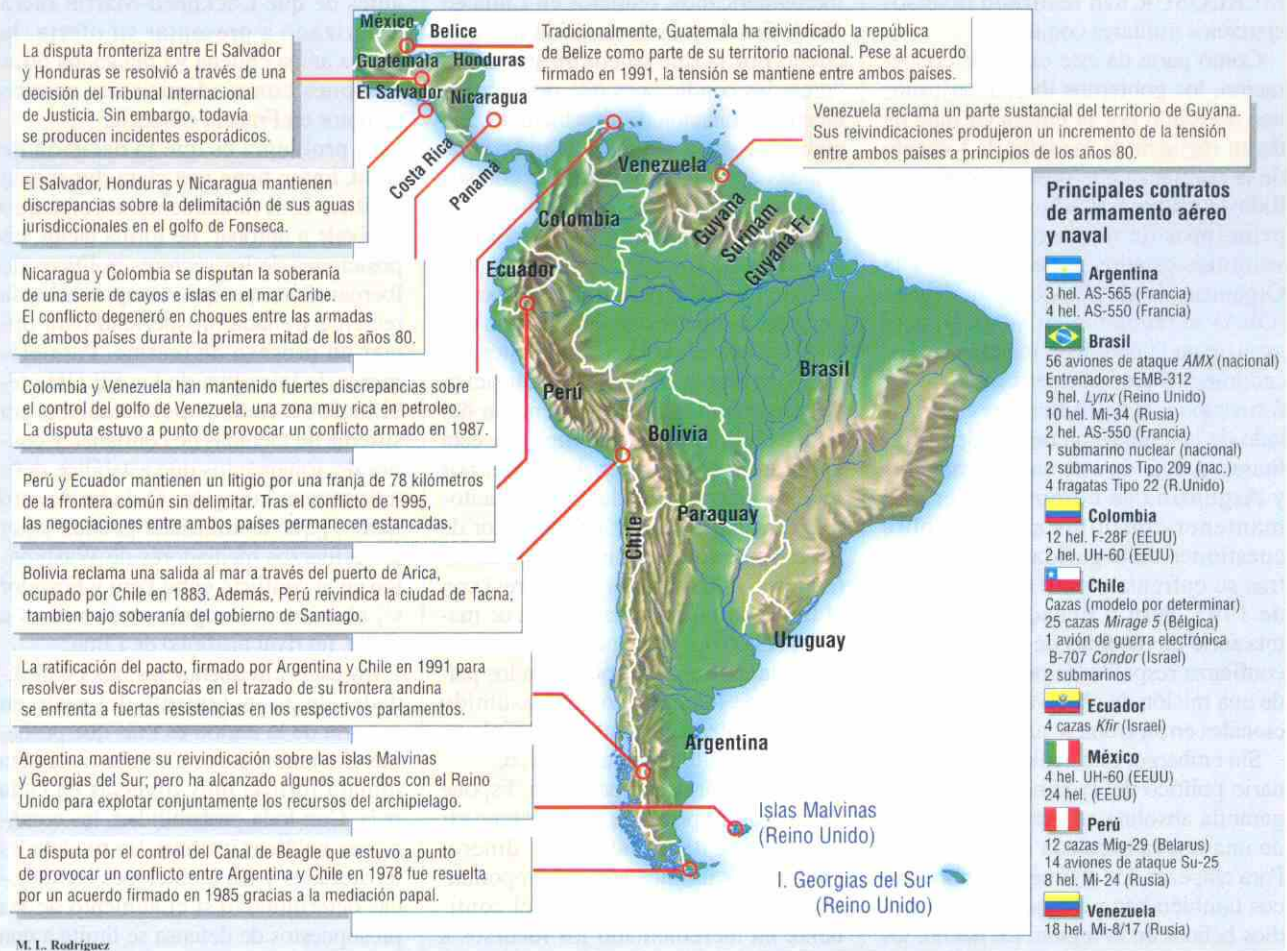 México
Belice
Guatemala
Honduras
El Salvador
Nicaragua
Costa Rica
Panamá
Venezuela
Colombia
Guyana
Surinam
Guyana Fr.
Ecuador
Perú
Brasil
Bolivia
Paraguay
Chile
Uruguay
Argentina
Islas Malvinas
(Reino Unido)
I. Georgias del Sur
(Reino Unido)
La disputa fronteriza entre El Salvador
y Honduras se resolvió a través de una
decisión del Tribunal Internacional
de Justicia. Sin embargo, todavía
se producen incidentes esporádicos.
El Salvador, Honduras y Nicaragua mantienen
discrepancias sobre la delimitación de sus aguas
jurisdiccionales en el golfo de Fonseca.
Nicaragua y Colombia se disputan la soberanía
de una serie de cayos e islas en el mar Caribe.
El conflicto degeneró en choques entre las armadas
de ambos países durante la primera mitad de los años 80.
Colombia y Venezuela han mantenido fuertes discrepancias sobre
el control del golfo de Venezuela, una zona muy rica en petroleo.
La disputa estuvo a punto de provocar un conflicto armado en 1987.
Perú y Ecuador mantienen un litigio por una franja de 78 kilómetros
de la frontera común sin delimitar. Tras el conflicto de 1995,
las negociaciones entre ambos países permanecen estancadas.
Bolivia reclama una salida al mar a través del puerto de Arica,
ocupado por Chile en 1883. Además, Perú reivindica la ciudad de Tacna,
tambien bajo soberanía del gobierno de Santiago.
La ratificación del pacto, firmado por Argentina y Chile en 1991 para
resolver sus discrepancias en el trazado de su frontera andina
se enfrenta a fuertas resistencias en los respectivos parlamentos.
Argentina mantiene su reivindicación sobre las islas Malvinas
y Georgias del Sur; pero ha alcanzado algunos acuerdos con el Reino
Unido para explotar conjuntamente los recursos del archipielago.
La disputa por el control del Canal de Beagle que estuvo a punto
de provocar un conflicto entre Argentina y Chile en 1978 fue resuelta
por un acuerdo firmado en 1985 gracias a la mediación papal.
Tradicionalmente, Guatemala ha reivindicado la república
de Belize como parte de su territorio nacional. Pese al acuerdo
firmado en 1991, la tensión se mantiene entre ambos países.
Venezuela reclama un parte sustancial del territorio de Guyana.
Sus reivindicaciones produjeron un incremento de la tensión
entre ambos países a principios de los años 80.
Principales contratos
de armamento aéreo
y naval
Argentina
3 hel. AS-565 (Francia)
4 hel. AS-550 (Francia)
Brasil
56 aviones de ataque AMX (nacional)
Entrenadores EMB-312
9 hel. Lynx (Reino Unido)
10 hel. Mi-34 (Rusia)
2 hel. AS-550 (Francia)
1 submarino nuclear (nacional)
2 submarinos Tipo 209 (nac.)
4 fragatas Tipo 22 (R.Unido)
Colombia
12 hel. F-28F (EEUU)
2 hel. UH-60 (EEUU)
Chile
Cazas (modelo por determinar)
25 cazas Mirage 5 (Bélgica)
1 avión de guerra electrónica
B-707 Condor (Israel)
2 submarinos
Ecuador
4 cazas Kfir (Israel)
México
4 hel. UH-60 (EEUU)
24 hel. (EEUU)
Perú
12 cazas Mig-29 (Belarus)
14 aviones de ataque Su-25
8 hel. Mi-24 (Rusia)
Venezuela
18 hel. Mi-8/17 (Rusia)
M. L. Rodríguez